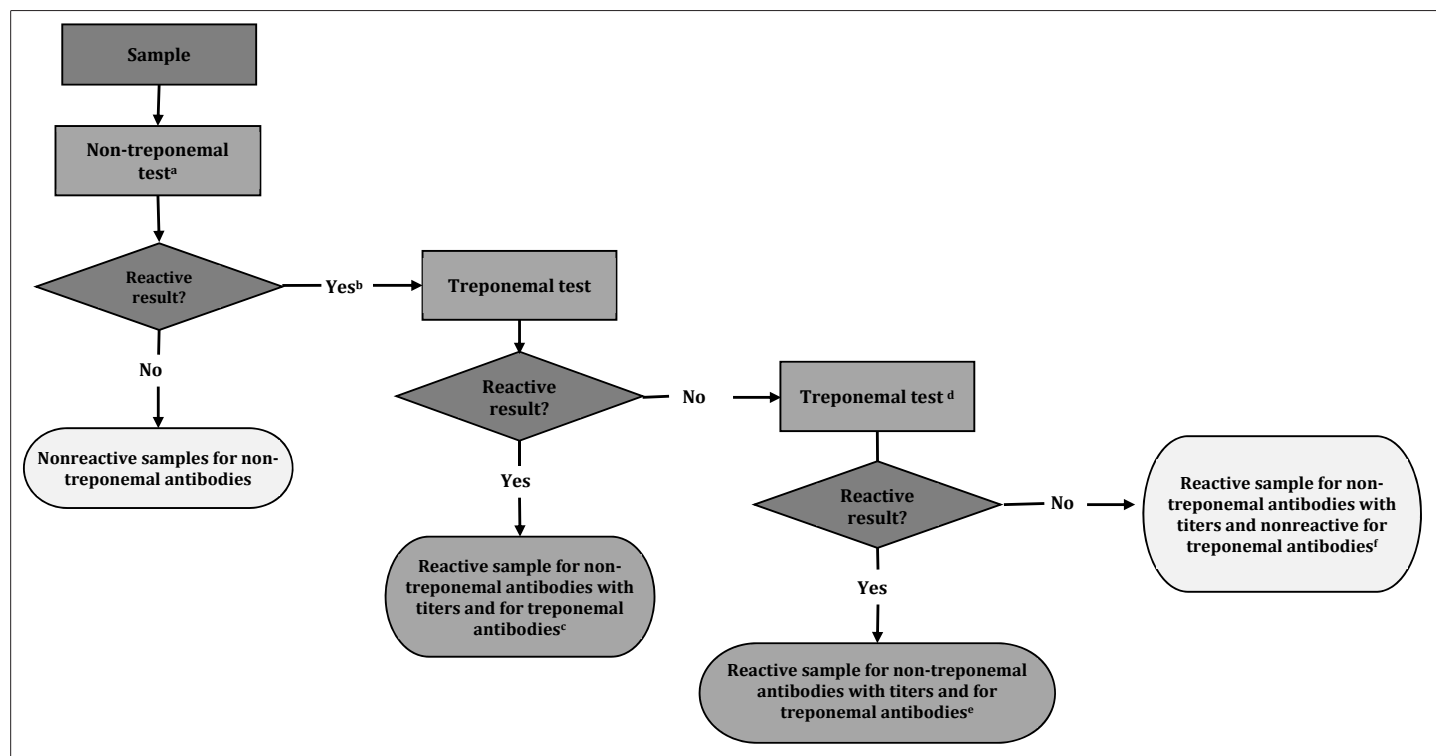 Sample
Non-treponemal
testᵃ
Reactive
result?
Yesᵇ
Treponemal test
No
Nonreactive samples for non-
treponemal antibodies
Reactive
result?
No
Treponemal test ᵈ
Yes
Reactive sample for non-
treponemal antibodies with
titers and for treponemal
antibodiesᶜ
Reactive
result?
No
Reactive sample for non-
treponemal antibodies with
titers and nonreactive for
treponemal antibodiesᶠ
Yes
Reactive sample for non-treponemal
antibodies with titers and for
treponemal antibodiesᵉ